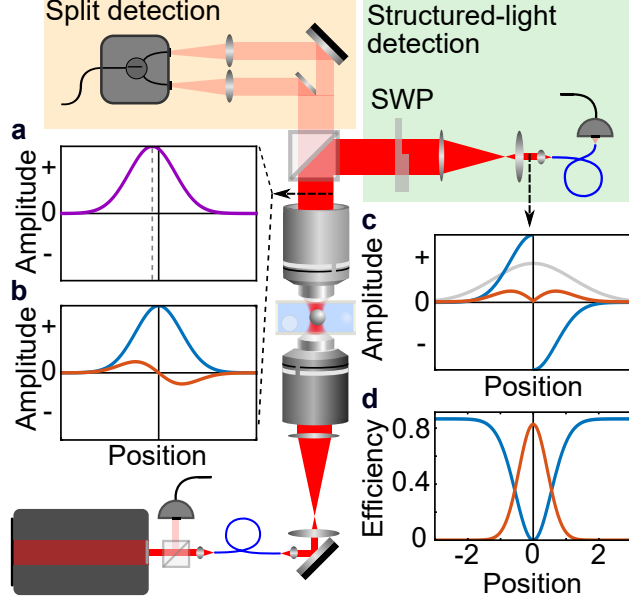 Split detection
Structured-light
detection
SWP
a
+
0
-
Amplitude
b
+
0
-
Amplitude
Position
c
+
0
-
Amplitude
Position
d
0.8
0.4
0
Efficiency
-2
0
2
Position